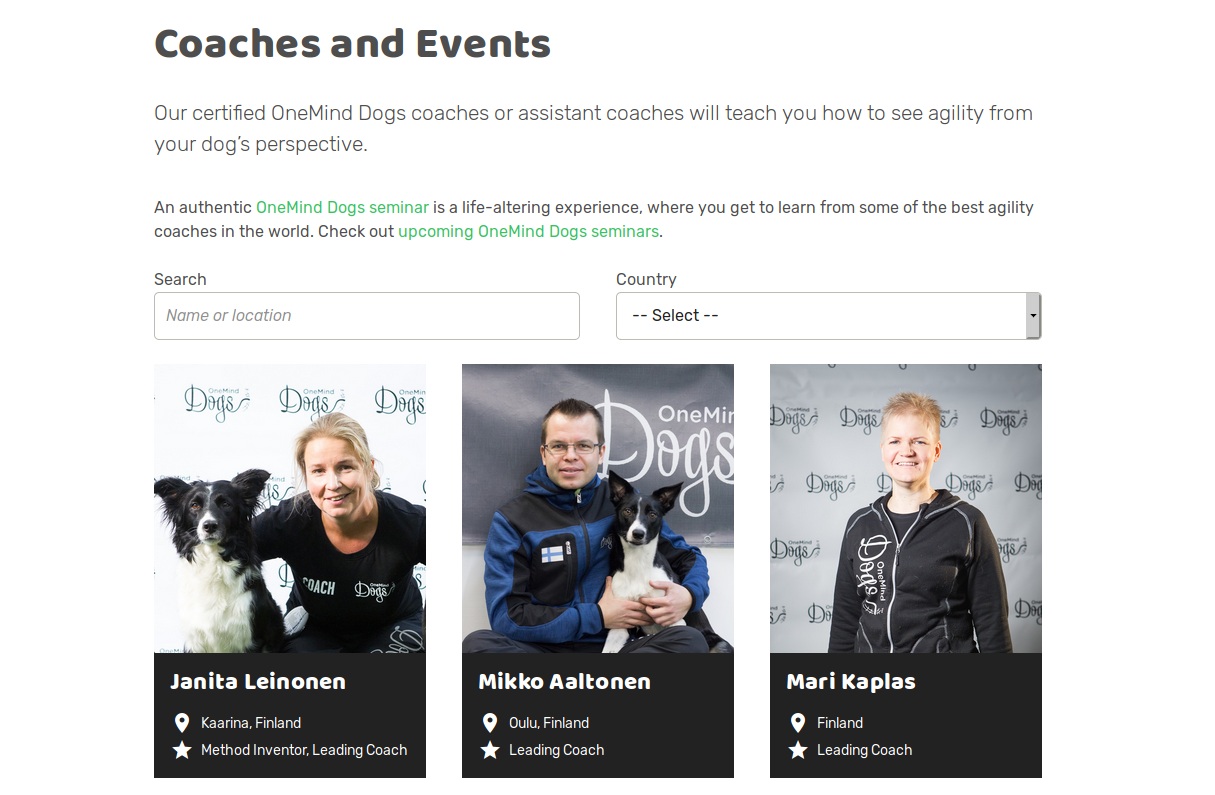 Coaches and Events
Our certified OneMind Dogs coaches or assistant coaches will teach you how to see agility from
your dog's perspective.
An authentic OneMind Dogs seminar is a life-altering experience, where you get to learn from some of the best agility
coaches in the world. Check out upcoming OneMind Dogs seminars.
Search
Country
Name or location
-- Select --
OneMind Dogs
OneMind Dogs
OneMind Dogs
COACH
OneMind Dogs
Dogs
OneMind Dogs
Janita Leinonen
Kaarina, Finland
Method Inventor, Leading Coach
Mikko Aaltonen
Oulu, Finland
Leading Coach
Mari Kaplas
Finland
Leading Coach